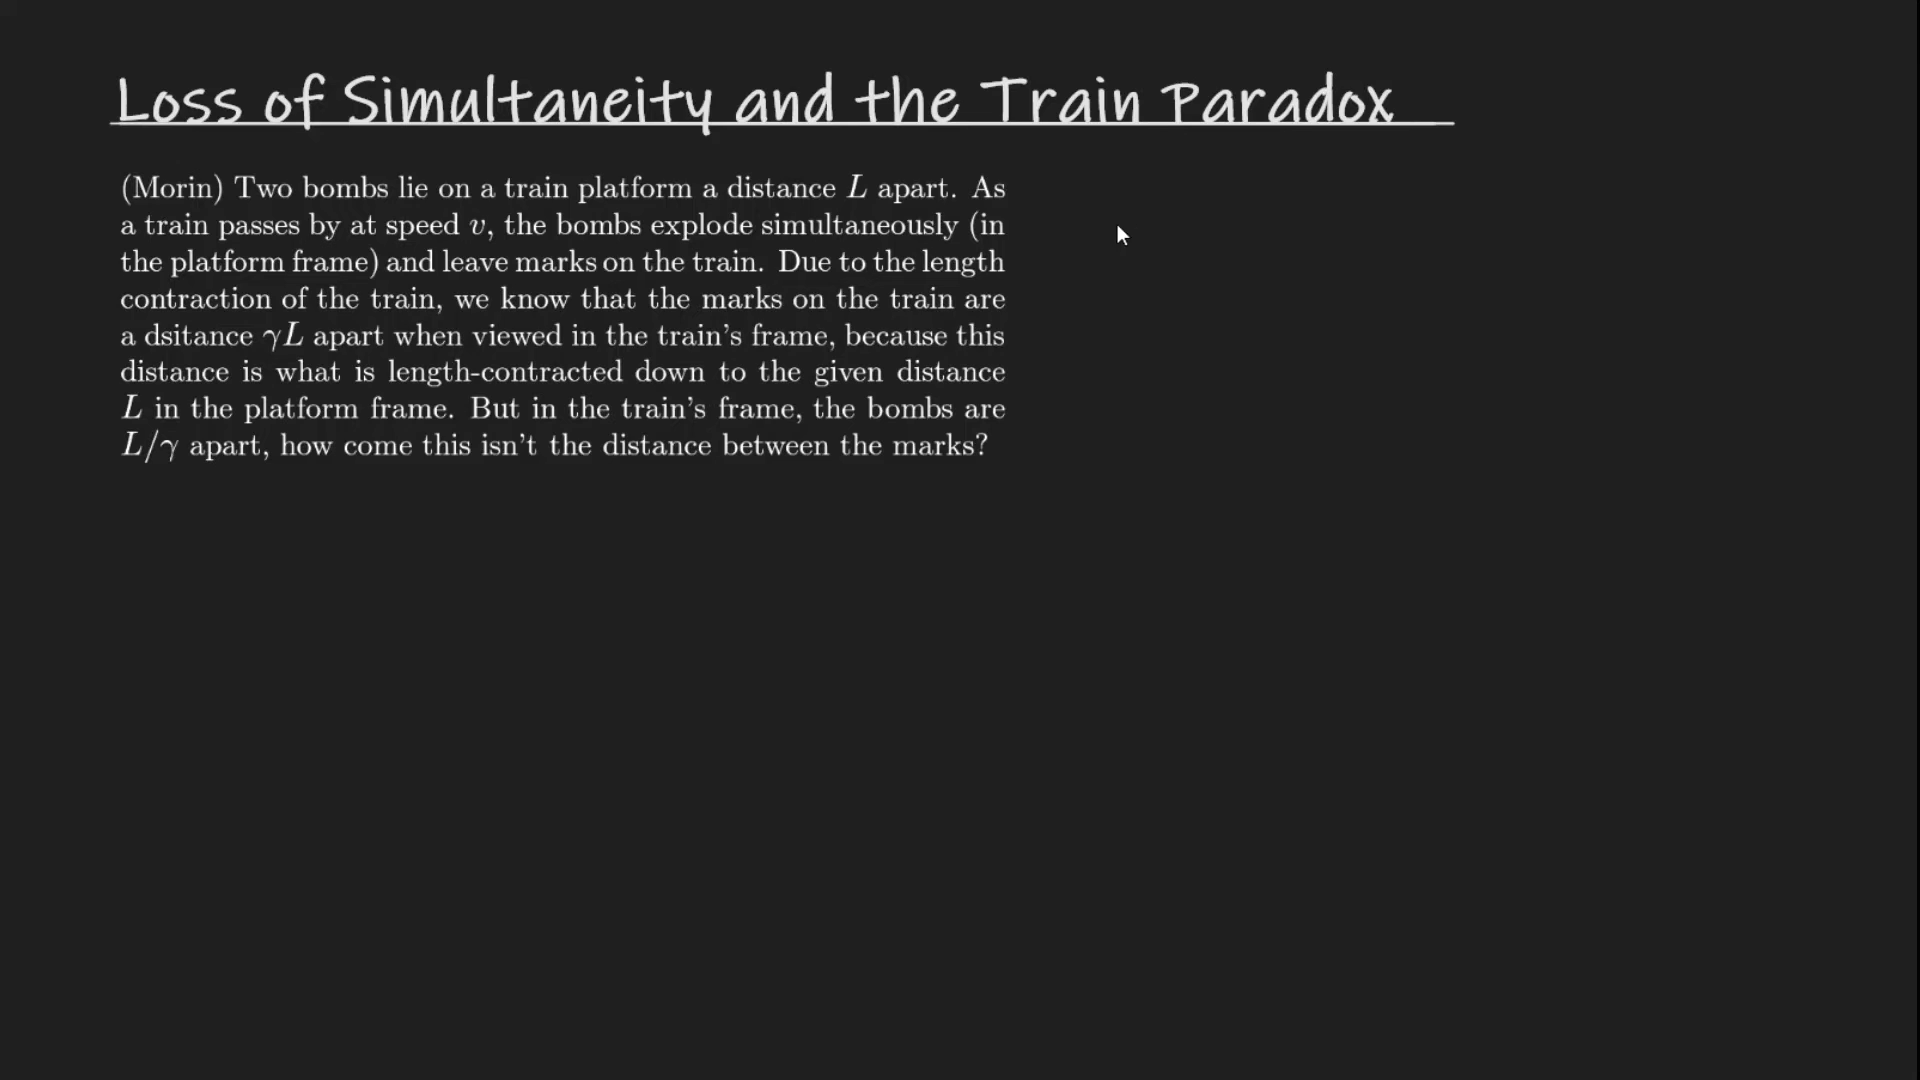 Loss of Simultaneity and the Train Paradox
(Morin) Two bombs lie on a train platform a distance L apart. As
a train passes by at speed v, the bombs explode simultaneously (in
the platform frame) and leave marks on the train. Due to the length
contraction of the train, we know that the marks on the train are
a dsitance γL apart when viewed in the train's frame, because this
distance is what is length-contracted down to the given distance
L in the platform frame. But in the train's frame, the bombs are
L/γ apart, how come this isn't the distance between the marks?